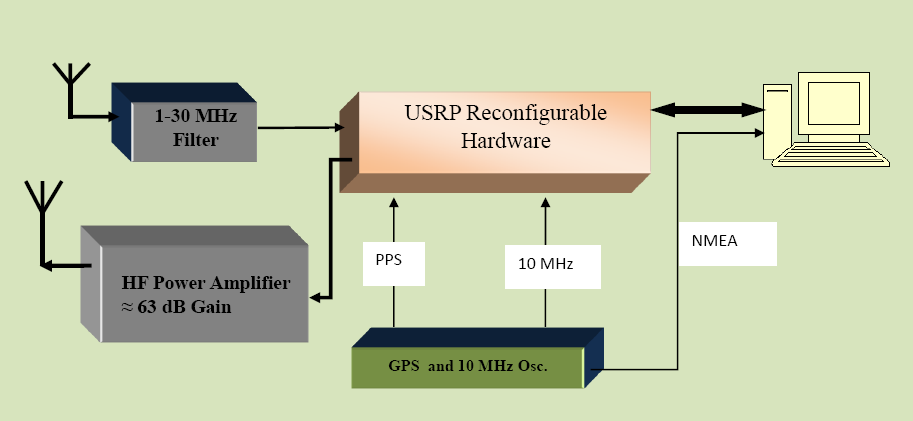 1-30 MHz
Filter
USRP Reconfigurable
Hardware
HF Power Amplifier
≈ 63 dB Gain
PPS
10 MHz
NMEA
GPS and 10 MHz Osc.